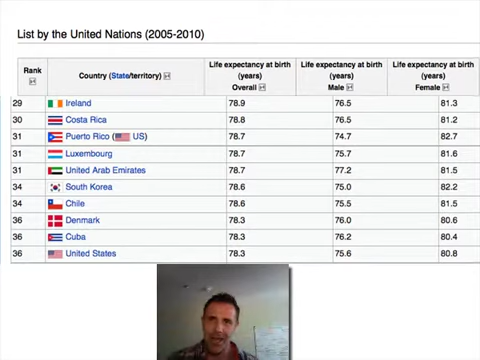 List by the United Nations (2005-2010)
Rank Country (State/territory) Life expectancy at birth (years) Overall Life expectancy at birth (years) Male Life expectancy at birth (years) Female
29 Ireland 78.9 76.5 81.3
30 Costa Rica 78.8 76.5 81.2
31 Puerto Rico ( US) 78.7 74.7 82.7
31 Luxembourg 78.7 75.7 81.6
31 United Arab Emirates 78.7 77.2 81.5
34 South Korea 78.6 75.0 82.2
34 Chile 78.6 75.5 81.5
36 Denmark 78.3 76.0 80.6
36 Cuba 78.3 76.2 80.4
36 United States 78.3 75.6 80.8